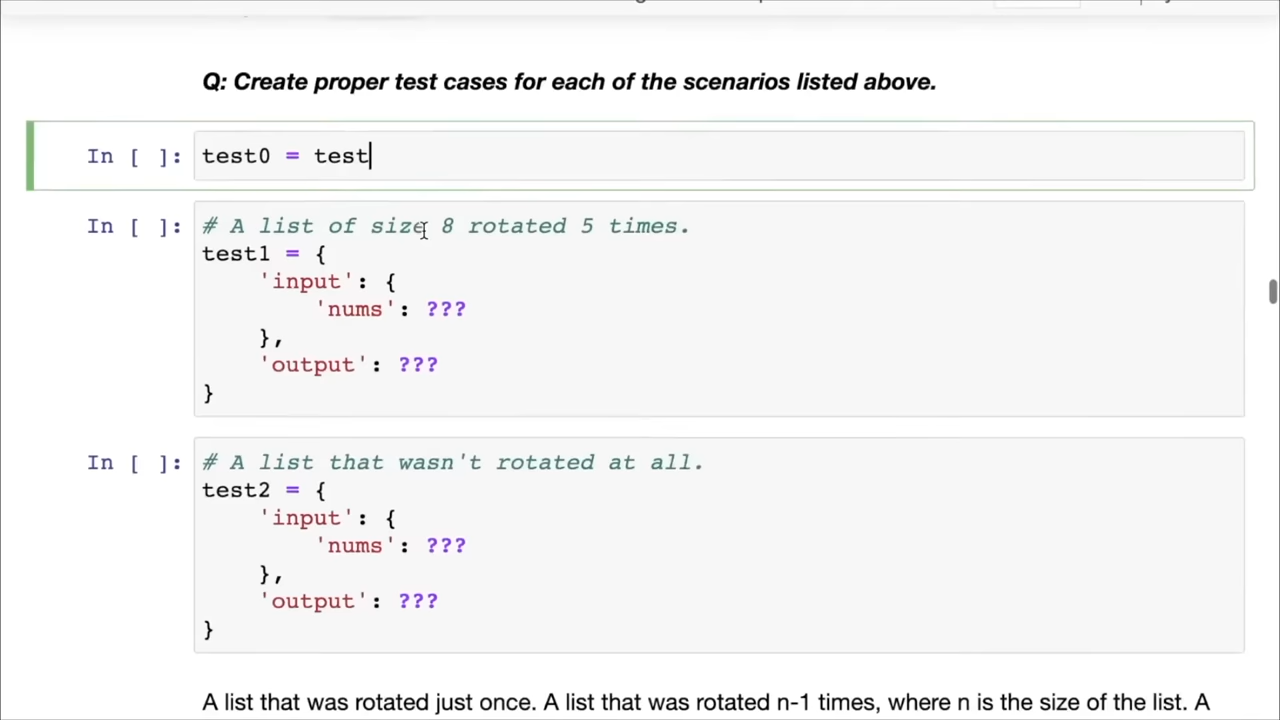 Q: Create proper test cases for each of the scenarios listed above.
In [ ]: test0 = test
In [ ]: # A list of size 8 rotated 5 times.
test1 = {
    'input': {
        'nums': ???
    },
    'output': ???
}
In [ ]: # A list that wasn't rotated at all.
test2 = {
    'input': {
        'nums': ???
    },
    'output': ???
}
A list that was rotated just once. A list that was rotated n-1 times, where n is the size of the list. A